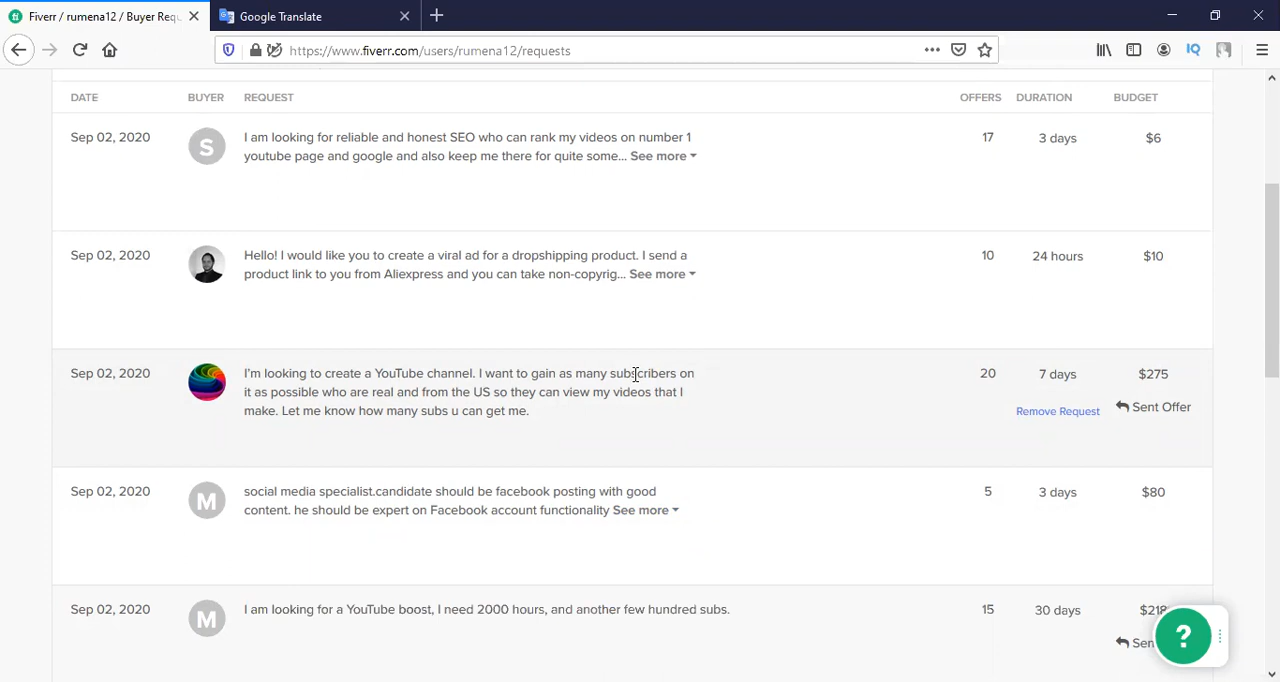 Fiverr / rumena12 / Buyer Requ
Google Translate
https://www.fiverr.com/users/rumena12/requests
IQ
DATE BUYER REQUEST OFFERS DURATION BUDGET
Sep 02, 2020 S I am looking for reliable and honest SEO who can rank my videos on number 1 17 3 days $6
youtube page and google and also keep me there for quite some... See more
Sep 02, 2020 Hello! I would like you to create a viral ad for a dropshipping product. I send a 10 24 hours $10
product link to you from Aliexpress and you can take non-copyrig... See more
Sep 02, 2020 I'm looking to create a YouTube channel. I want to gain as many subscribers on 20 7 days $275
it as possible who are real and from the US so they can view my videos that I
make. Let me know how many subs u can get me. Remove Request Sent Offer
Sep 02, 2020 M social media specialist.candidate should be facebook posting with good 5 3 days $80
content. he should be expert on Facebook account functionality See more
Sep 02, 2020 M I am looking for a YouTube boost, I need 2000 hours, and another few hundred subs. 15 30 days $218
Sen
?